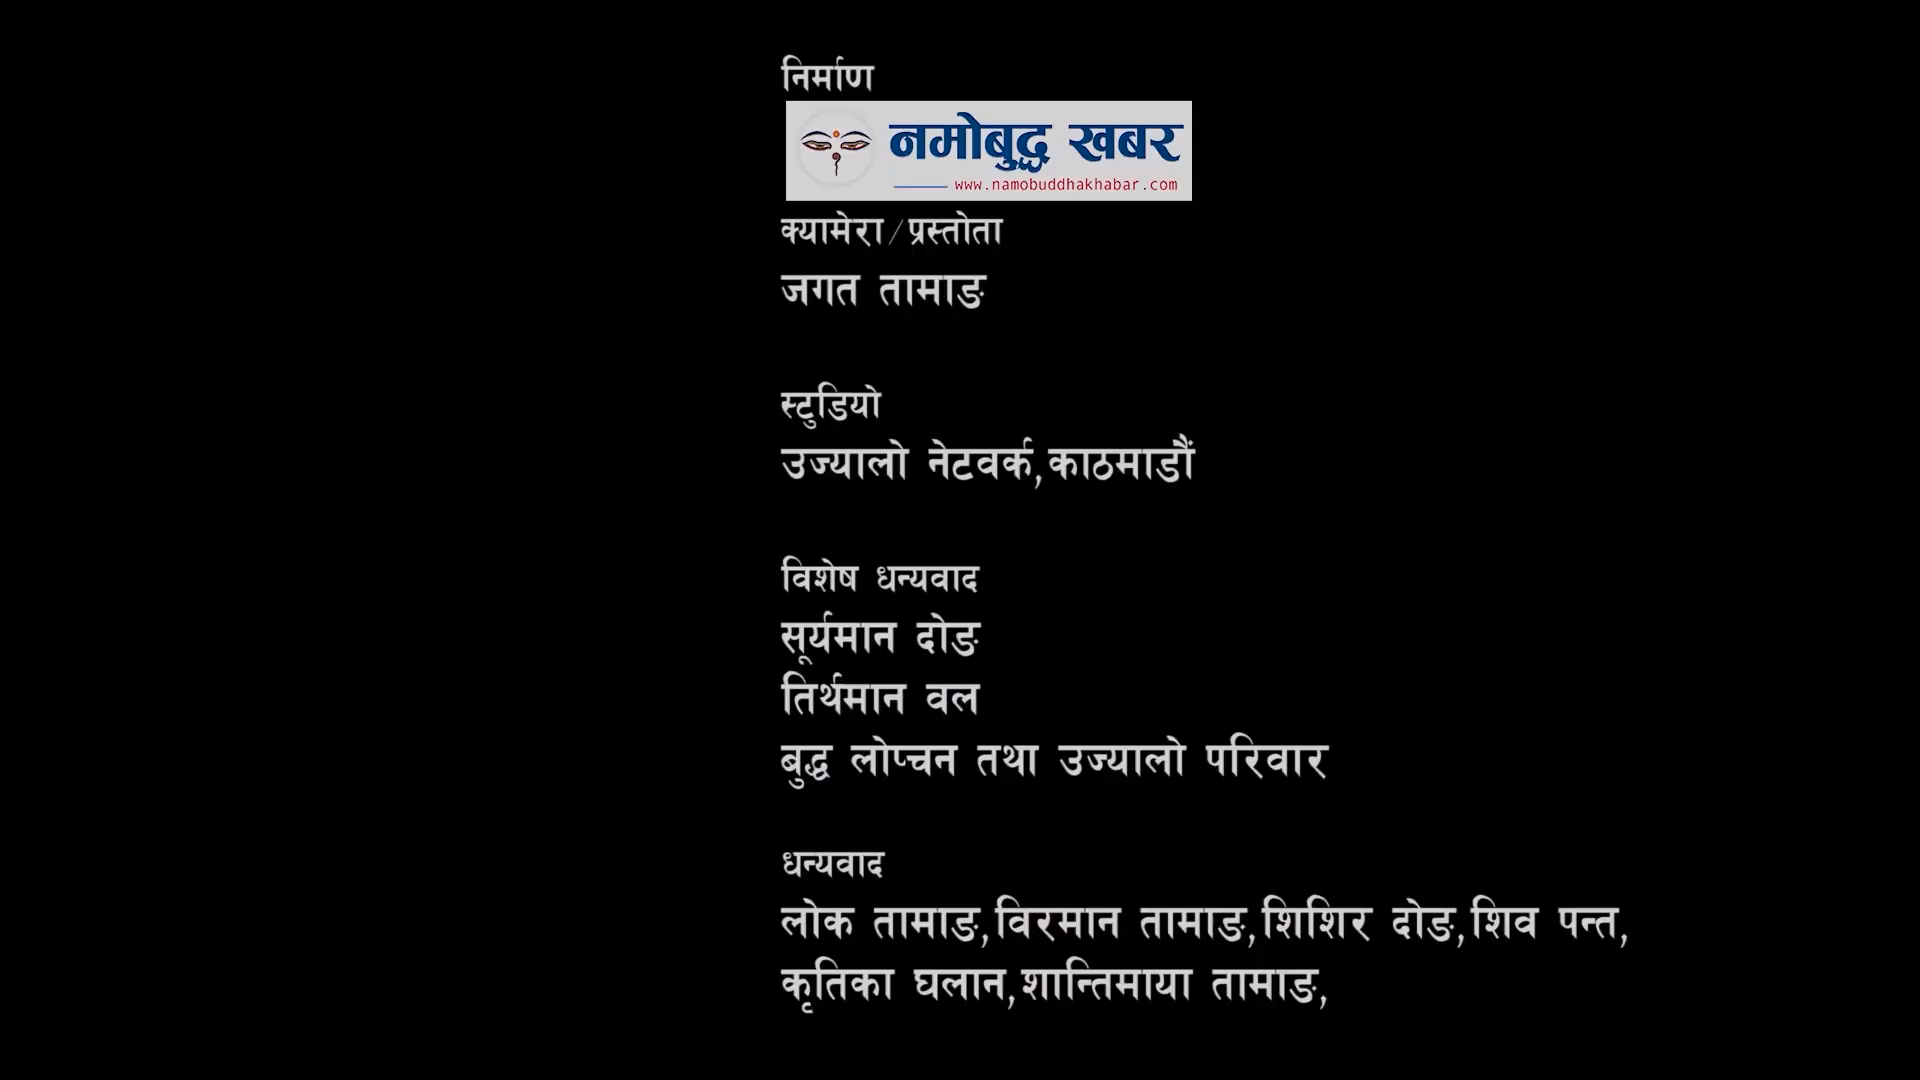 निर्माण
नमोबुद्ध खबर
www.namobuddhakhabar.com
क्यामेरा/प्रस्तोता
जगत तामाङ
स्टुडियो
उज्यालो नेटवर्क,काठमाडौं
विशेष धन्यवाद
सूर्यमान दोङ
तिर्थमान वल
बुद्ध लोप्चन तथा उज्यालो परिवार
धन्यवाद
लोक तामाङ,विरमान तामाङ,शिशिर दोङ,शिव पन्त,
कृतिका घलान,शान्तिमाया तामाङ,